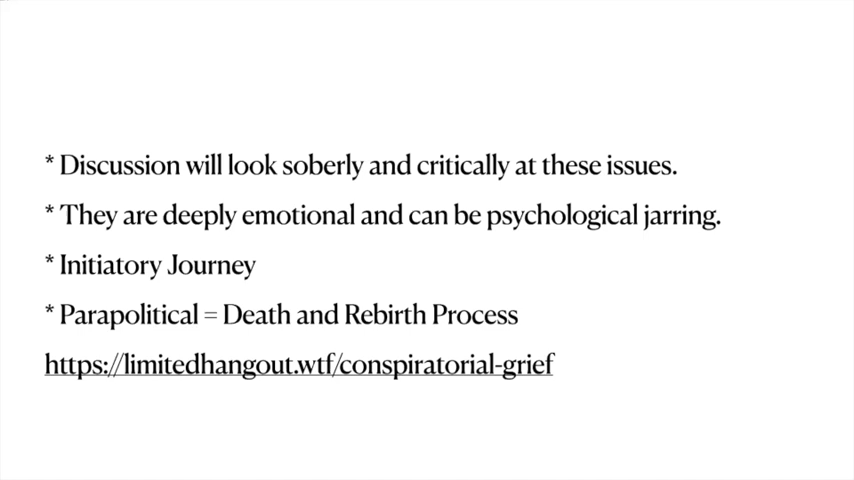 * Discussion will look soberly and critically at these issues.
* They are deeply emotional and can be psychological jarring.
* Initiatory Journey
* Parapolitical = Death and Rebirth Process
https://limitedhangout.wtf/conspiratorial-grief